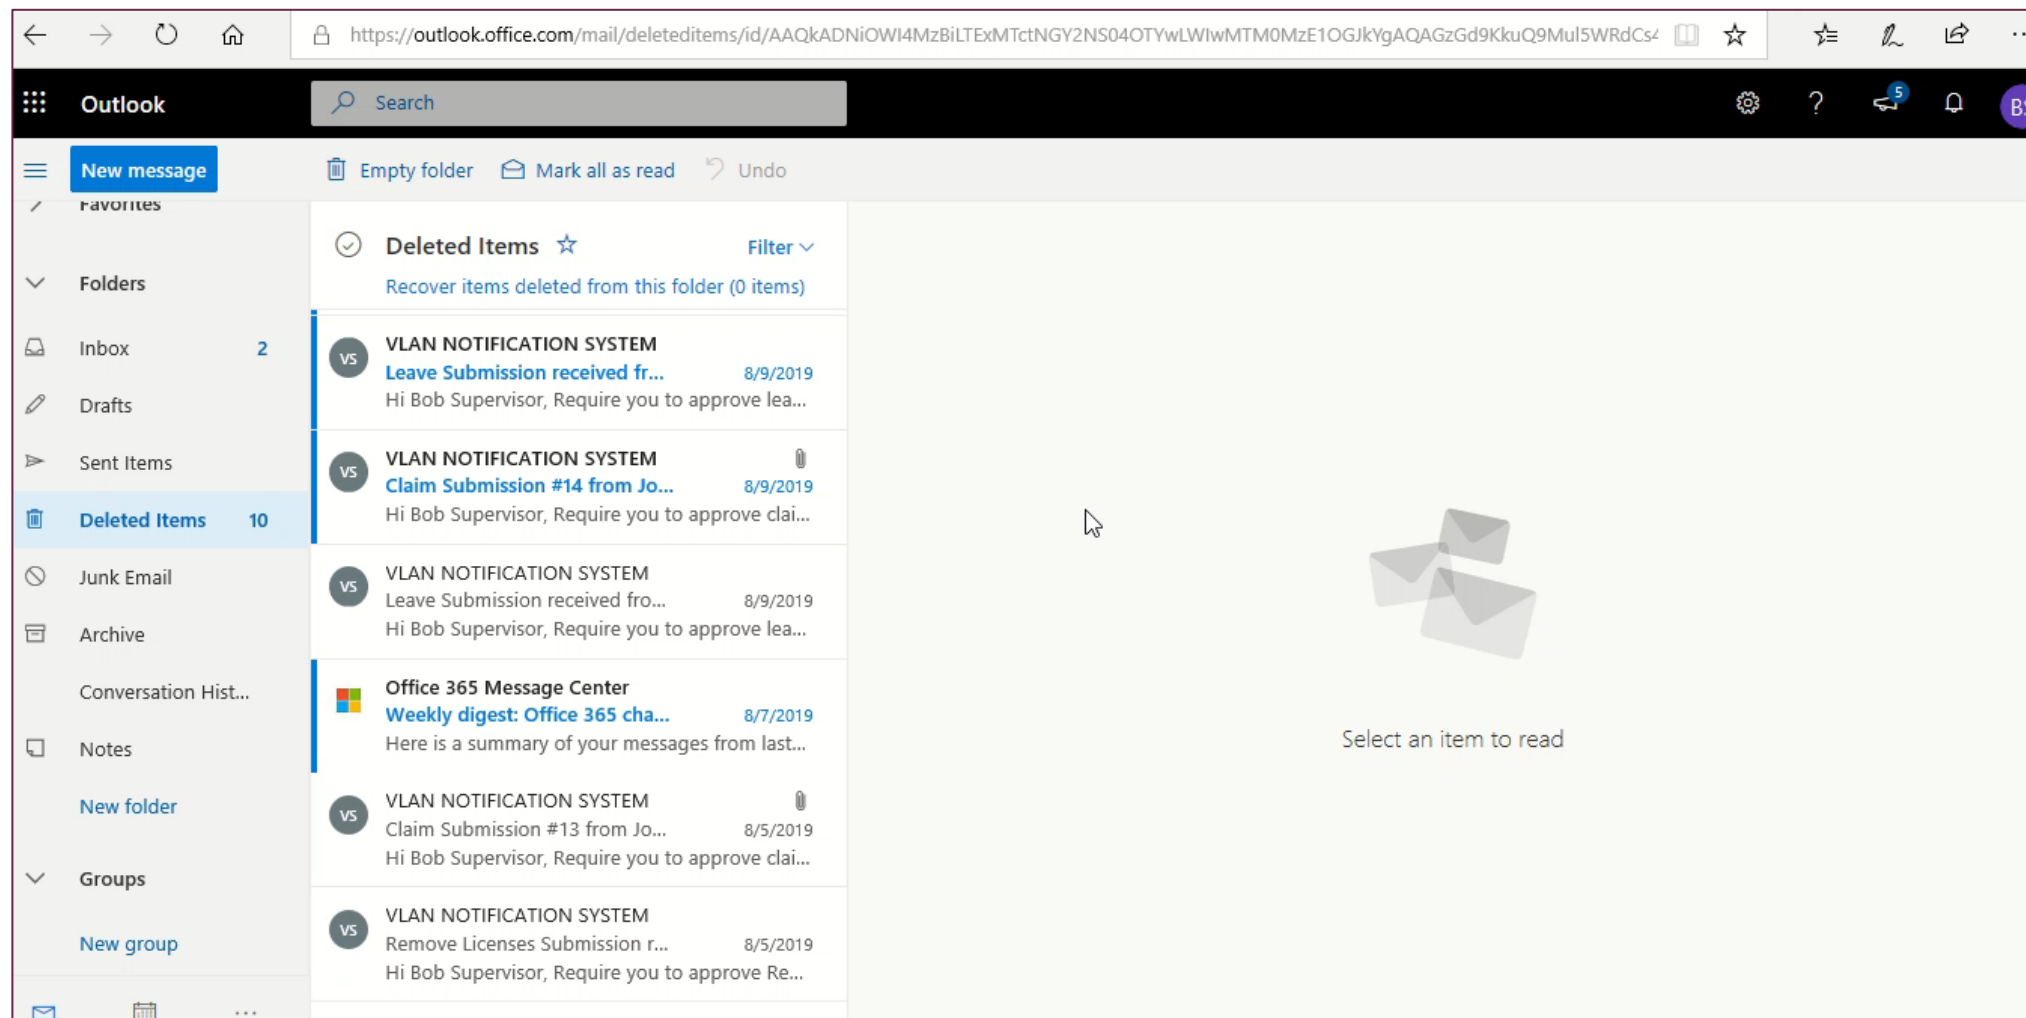 https://outlook.office.com/mail/deleteditems/id/AAQkADNiOWI4MzBiLTExMTctNGY2NS04OTYwLWIwMTM0MzE1OGJkYgAQAGzGd9KkuQ9Mul5WRdCs4
Outlook
Search
5
BS
New message
Empty folder
Mark all as read
Undo
Favorites
Folders
Inbox 2
Drafts
Sent Items
Deleted Items 10
Junk Email
Archive
Conversation Hist...
Notes
New folder
Groups
New group
Deleted Items
Filter
Recover items deleted from this folder (0 items)
VS
VLAN NOTIFICATION SYSTEM
Leave Submission received fr... 8/9/2019
Hi Bob Supervisor, Require you to approve lea...
VS
VLAN NOTIFICATION SYSTEM
Claim Submission #14 from Jo... 8/9/2019
Hi Bob Supervisor, Require you to approve clai...
VS
VLAN NOTIFICATION SYSTEM
Leave Submission received fro... 8/9/2019
Hi Bob Supervisor, Require you to approve lea...
Office 365 Message Center
Weekly digest: Office 365 cha... 8/7/2019
Here is a summary of your messages from last...
VS
VLAN NOTIFICATION SYSTEM
Claim Submission #13 from Jo... 8/5/2019
Hi Bob Supervisor, Require you to approve clai...
VS
VLAN NOTIFICATION SYSTEM
Remove Licenses Submission r... 8/5/2019
Hi Bob Supervisor, Require you to approve Re...
Select an item to read